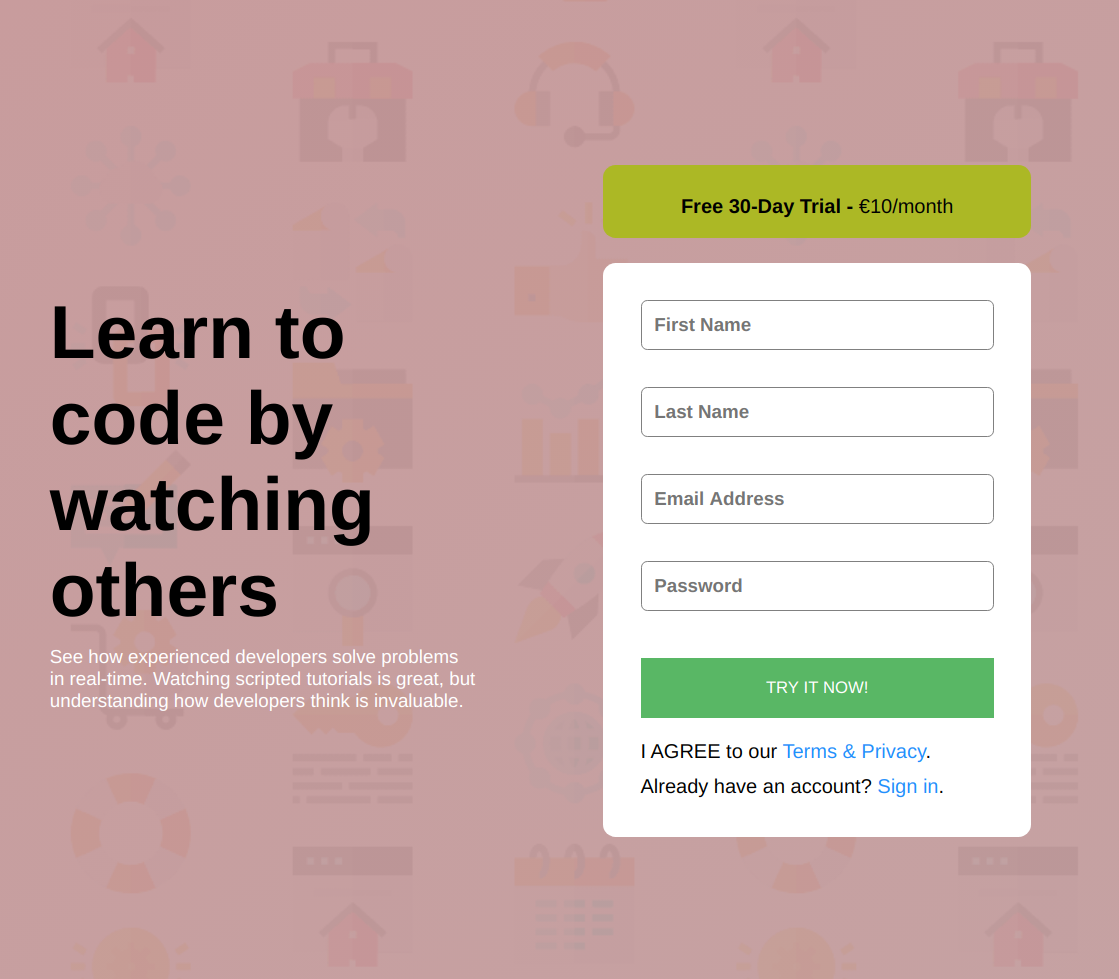 Learn to
code by
watching
others
See how experienced developers solve problems
in real-time. Watching scripted tutorials is great, but
understanding how developers think is invaluable.
Free 30-Day Trial - €10/month
First Name
Last Name
Email Address
Password
TRY IT NOW!
I AGREE to our Terms & Privacy.
Already have an account? Sign in.